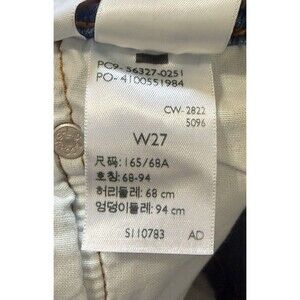 PC9- 56327-0251
PO- 4100551984
CW- 2822
5096
W27
尺码: 165/68A
호칭: 68-94
허리둘레: 68 cm
엉덩이둘레: 94 cm
S110783 AD